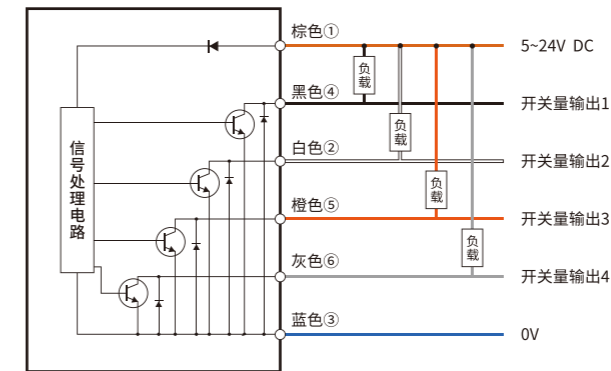 棕色①
5~24V DC
负载
黑色④
开关量输出1
负载
白色②
开关量输出2
信号处理电路
负载
橙色⑤
开关量输出3
负载
灰色⑥
开关量输出4
蓝色③
0V